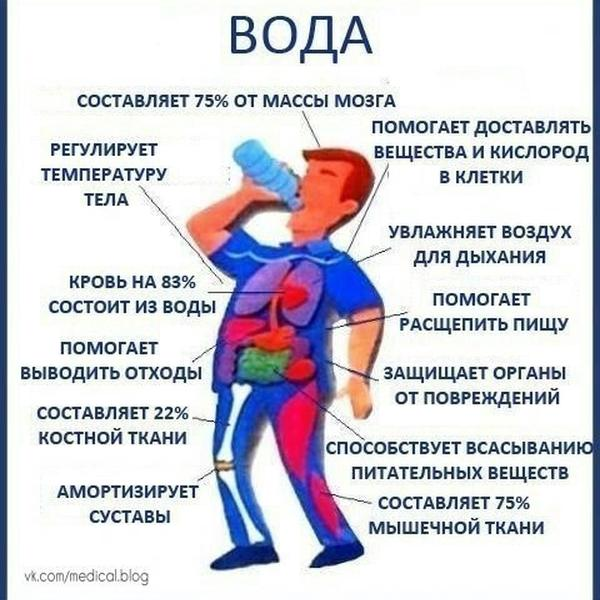 ВОДА
СОСТАВЛЯЕТ 75% ОТ МАССЫ МОЗГА
РЕГУЛИРУЕТ
ТЕМПЕРАТУРУ
ТЕЛА
ПОМОГАЕТ ДОСТАВЛЯТЬ
ВЕЩЕСТВА И КИСЛОРОД
В КЛЕТКИ
УВЛАЖНЯЕТ ВОЗДУХ
ДЛЯ ДЫХАНИЯ
КРОВЬ НА 83%
СОСТОИТ ИЗ ВОДЫ
ПОМОГАЕТ
РАСЩЕПИТЬ ПИЩУ
ПОМОГАЕТ
ВЫВОДИТЬ ОТХОДЫ
ЗАЩИЩАЕТ ОРГАНЫ
ОТ ПОВРЕЖДЕНИЙ
СОСТАВЛЯЕТ 22%
КОСТНОЙ ТКАНИ
СПОСОБСТВУЕТ ВСАСЫВАНИЮ
ПИТАТЕЛЬНЫХ ВЕЩЕСТВ
АМОРТИЗИРУЕТ
СУСТАВЫ
СОСТАВЛЯЕТ 75%
МЫШЕЧНОЙ ТКАНИ
vk.com/medical.blog